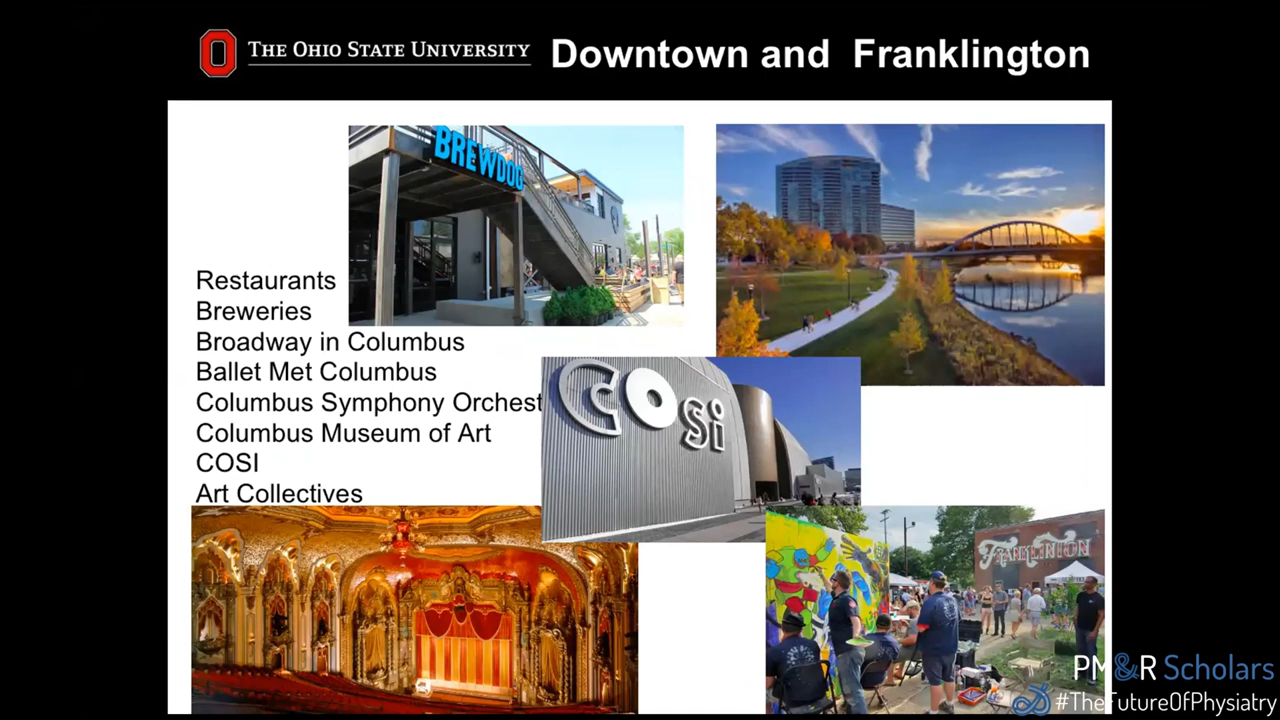 THE OHIO STATE UNIVERSITY
Downtown and Franklington
BREWDOG
Restaurants
Breweries
Broadway in Columbus
Ballet Met Columbus
Columbus Symphony Orchest
Columbus Museum of Art
COSI
Art Collectives
COSi
FRANKLINTON
PM&R Scholars
#TheFutureOfPhysiatry